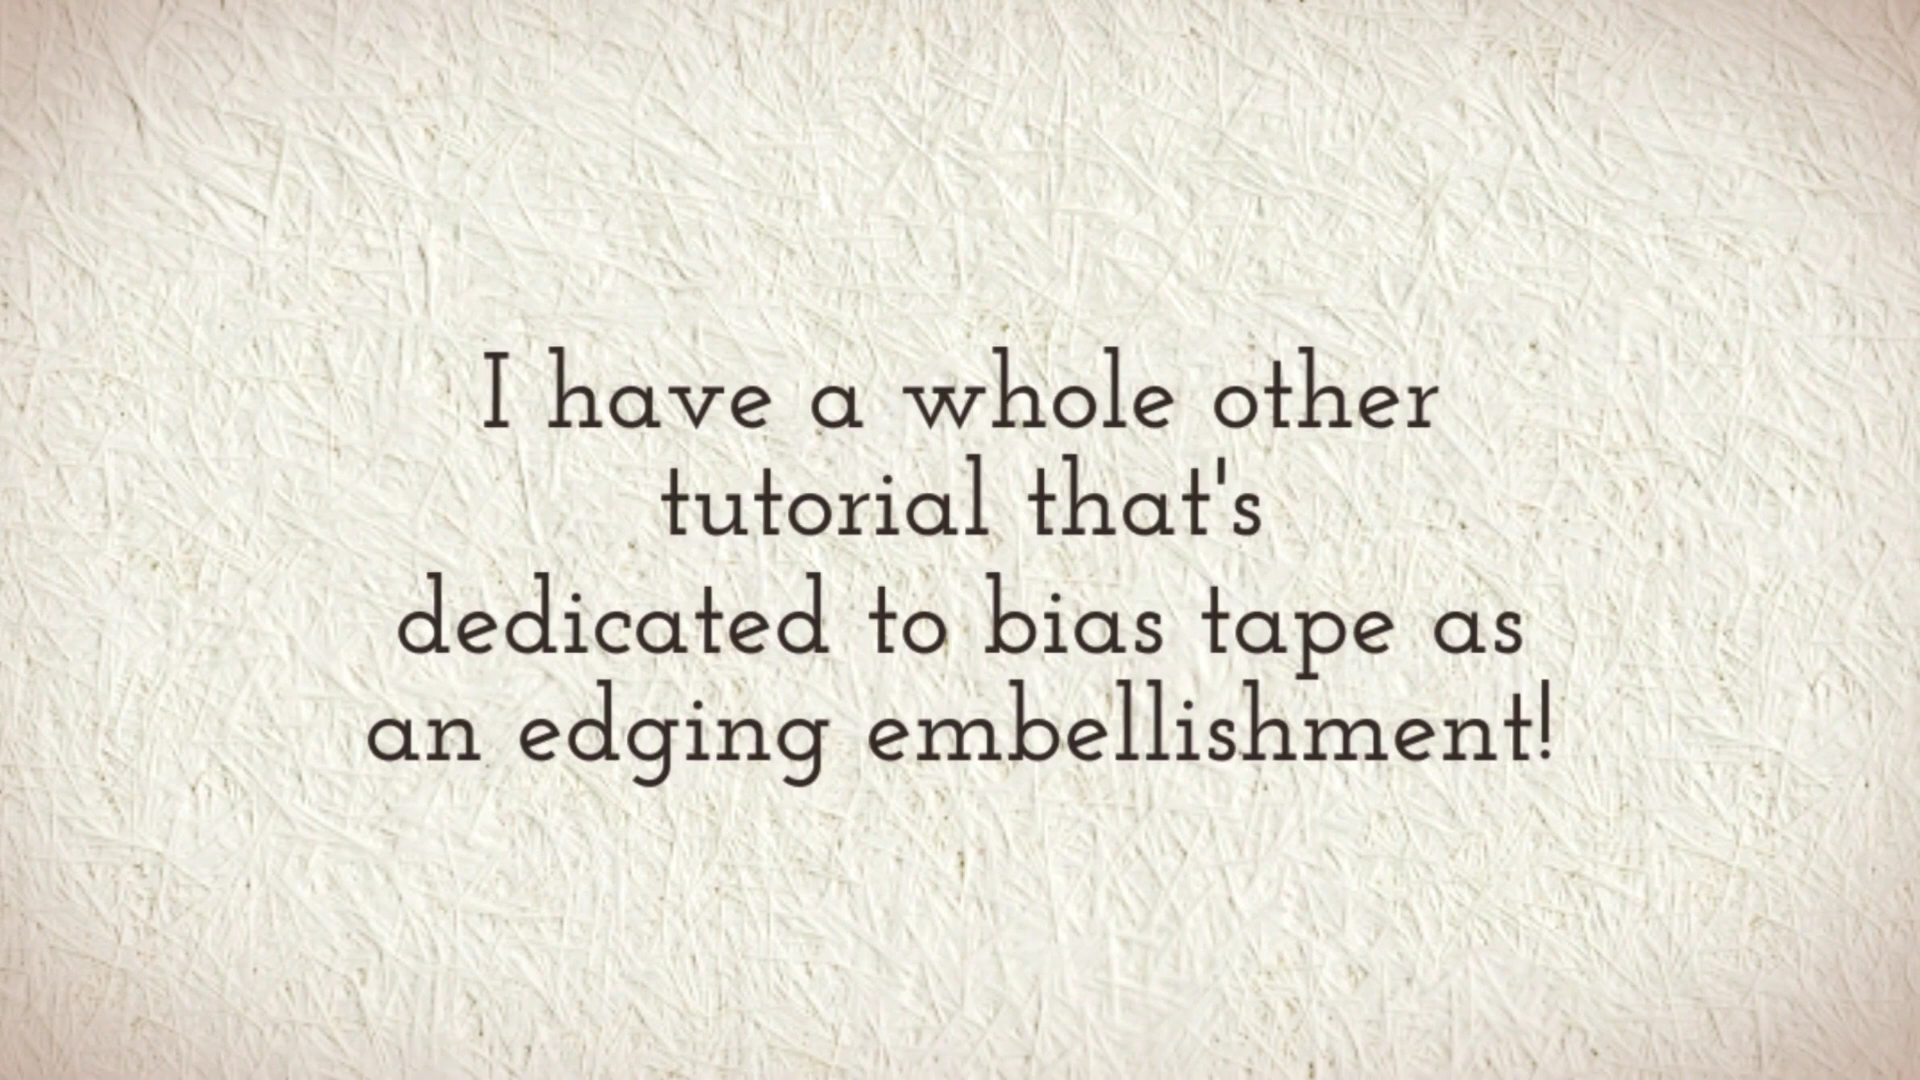 I have a whole other
tutorial that's
dedicated to bias tape as
an edging embellishment!